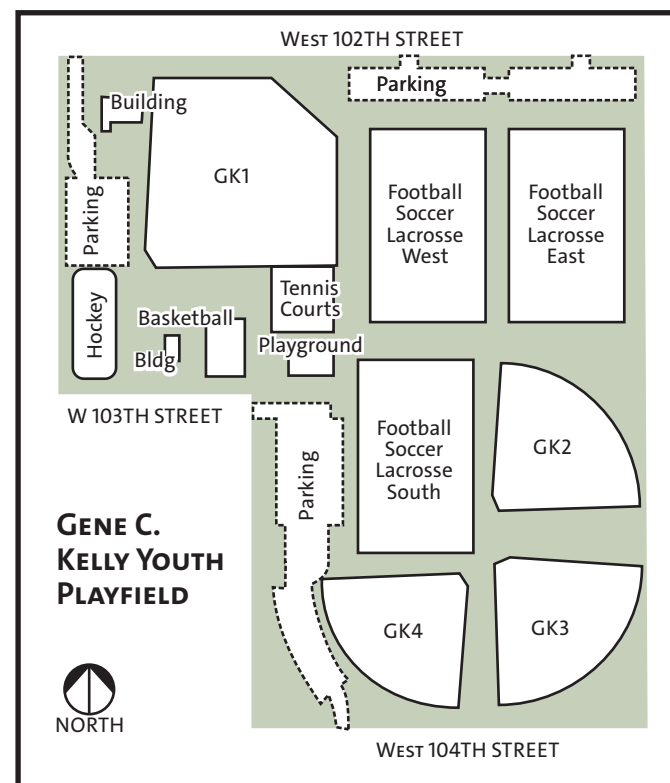 WEST 102TH STREET
Parking
Building
GK1
Parking
Football
Soccer
Lacrosse
West
Football
Soccer
Lacrosse
East
Hockey
Tennis
Courts
Basketball
Bldg
Playground
W 103TH STREET
Football
Soccer
Lacrosse
South
GK2
Parking
GENE C.
KELLY YOUTH
PLAYFIELD
GK4
GK3
NORTH
WEST 104TH STREET